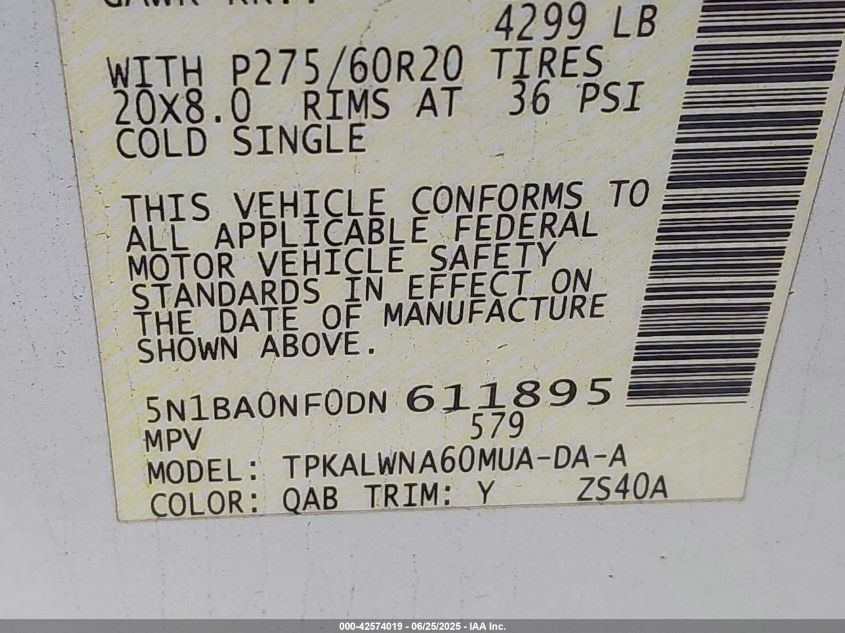 4299 LB
WITH P275/60R20 TIRES
20X8.0 RIMS AT 36 PSI
COLD SINGLE
THIS VEHICLE CONFORMS TO
ALL APPLICABLE FEDERAL
MOTOR VEHICLE SAFETY
STANDARDS IN EFFECT ON
THE DATE OF MANUFACTURE
SHOWN ABOVE.
5N1BA0NF0DN 611895
MPV 579
MODEL: TPKALWNA60MUA-DA-A
COLOR: QAB TRIM: Y ZS40A
000-42574019 - 06/25/2025 - IAA Inc.